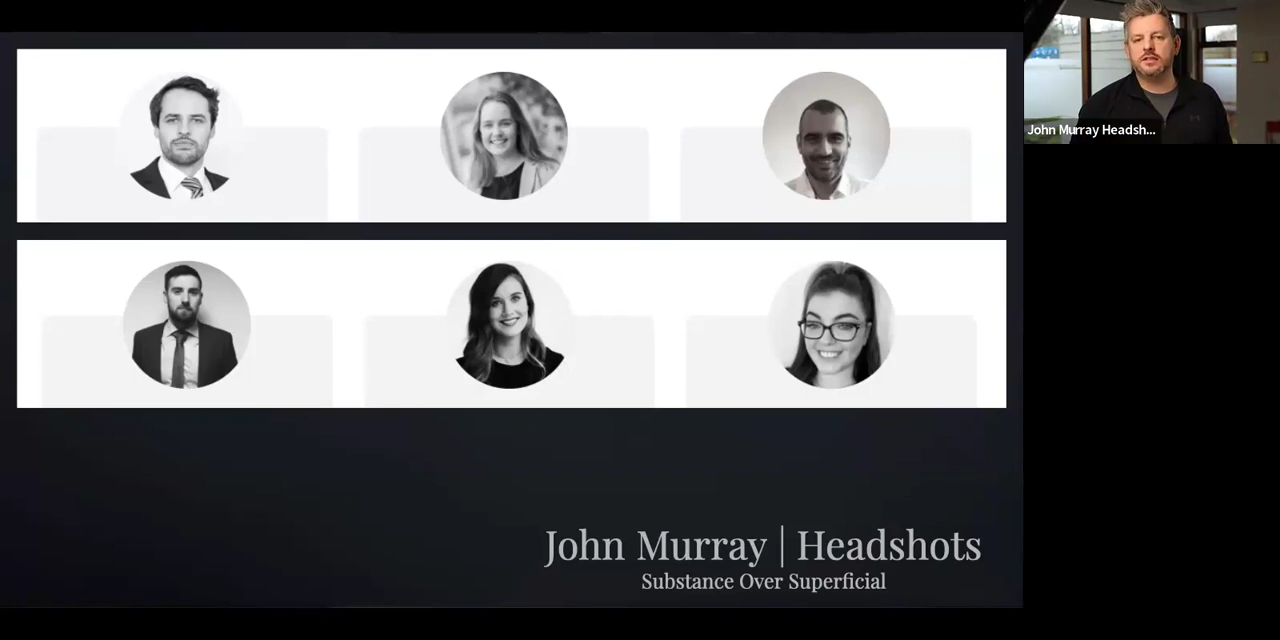 John Murray Headsh...
John Murray | Headshots
Substance Over Superficial